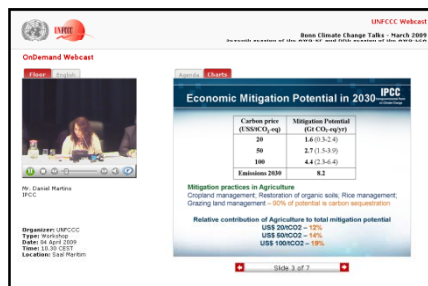 UNFCCC
UNFCCC Webcast
Bonn Climate Change Talks - March 2009
OnDemand Webcast
Floor English
Agenda Charts
Economic Mitigation Potential in 2030
IPCC
Carbon price (US$/tCO2-eq) Mitigation Potential (Gt CO2-eq/yr)
20 1.6 (0.3-2.4)
50 2.7 (1.5-3.9)
100 4.4 (2.3-6.4)
Emissions 2030 8.2
Mitigation practices in Agriculture
Cropland management; Restoration of organic soils; Rice management;
Grazing land management – 90% of potential is carbon sequestration
Relative contribution of Agriculture to total mitigation potential
US$ 20/tCO2 – 12%
US$ 50/tCO2 – 14%
US$ 100/tCO2 – 19%
Slide 3 of 7
Mr. Daniel Martino
IPCC
Organizer: UNFCCC
Type: Workshop
Date: 04 April 2009
Time: 10.30 CEST
Location: Saal Maritim